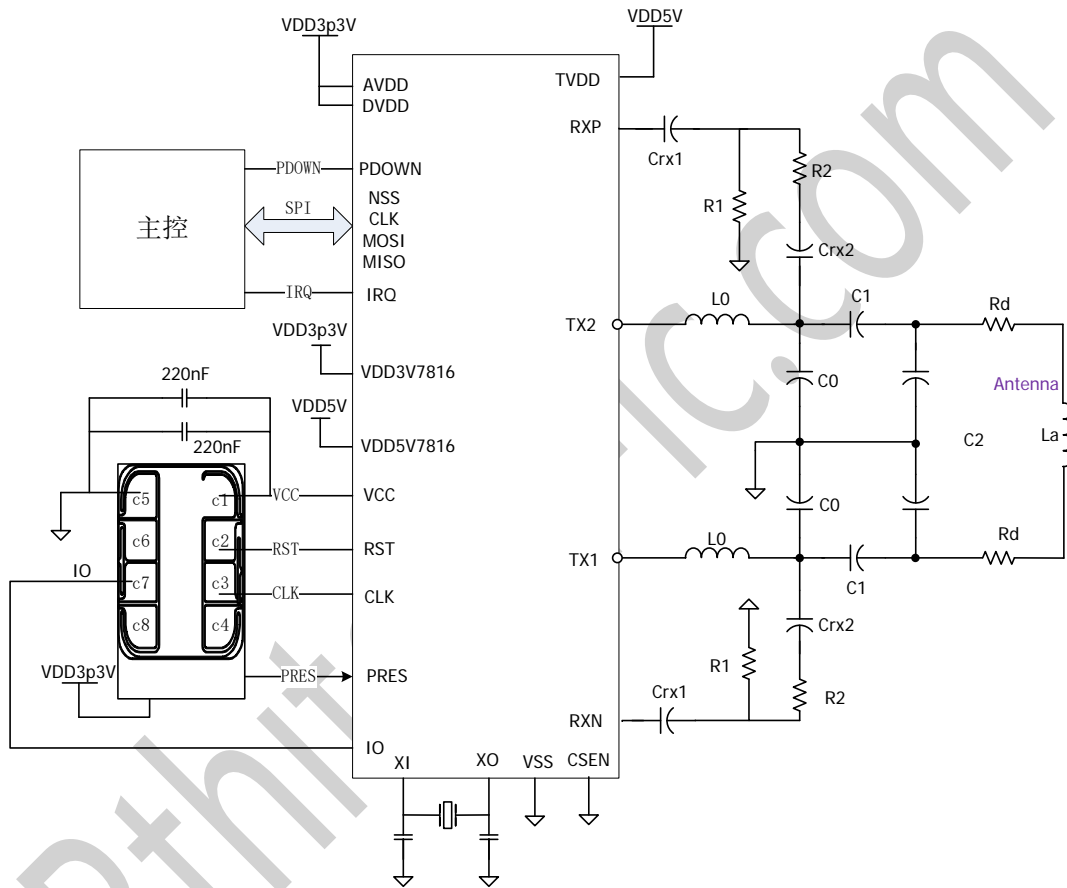 VDD3p3V
VDD5V
AVDD
DVDD
TVDD
RXP
Crx1
R2
R1
Crx2
主控
PDOWN
PDOWN
SPI
NSS
CLK
MOSI
MISO
IRQ
IRQ
TX2
L0
C1
Rd
VDD3p3V
VDD3V7816
C0
Antenna
220nF
VDD5V
220nF
VDD5V7816
C2
La
c5
c1
VCC
VCC
C0
c6
c2
RST
RST
TX1
L0
C1
Rd
IO
c7
c3
CLK
CLK
c8
c4
Crx2
VDD3p3V
PRES
PRES
R1
Crx1
R2
RXN
IO
XI
XO
VSS
CSEN